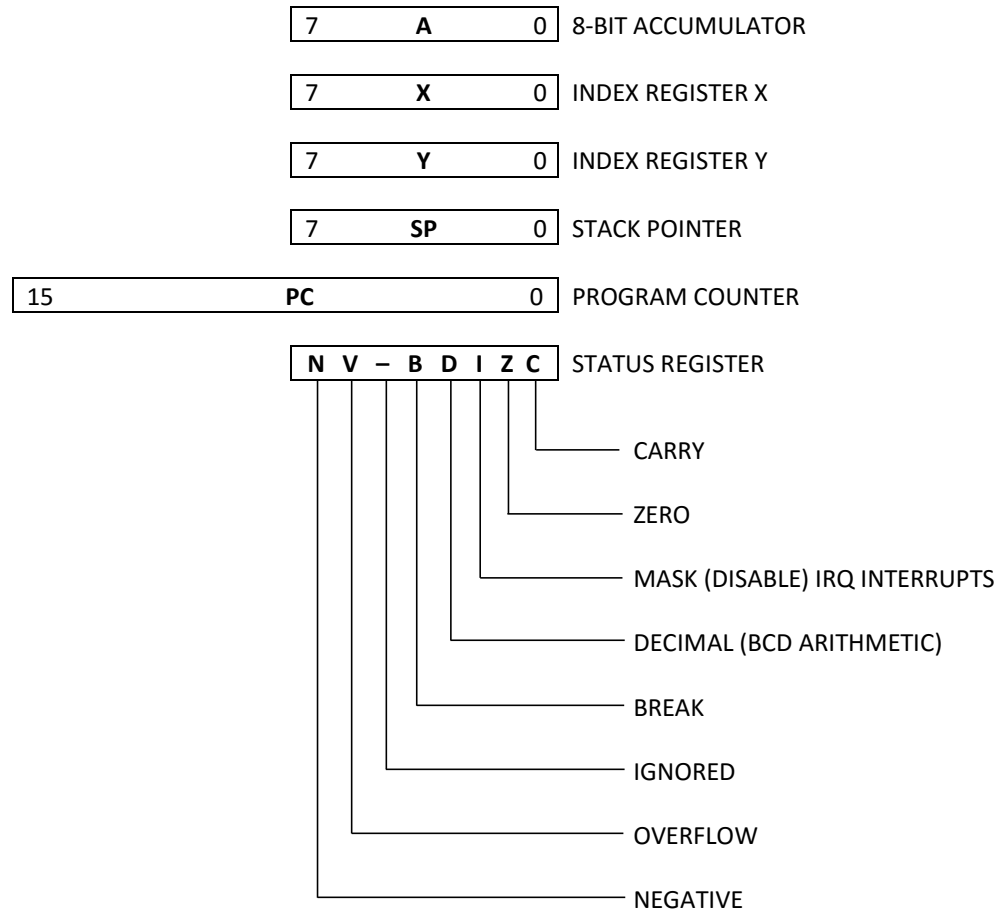 7 A 0 8-BIT ACCUMULATOR
7 X 0 INDEX REGISTER X
7 Y 0 INDEX REGISTER Y
7 SP 0 STACK POINTER
15 PC 0 PROGRAM COUNTER
N V – B D I Z C STATUS REGISTER
CARRY
ZERO
MASK (DISABLE) IRQ INTERRUPTS
DECIMAL (BCD ARITHMETIC)
BREAK
IGNORED
OVERFLOW
NEGATIVE